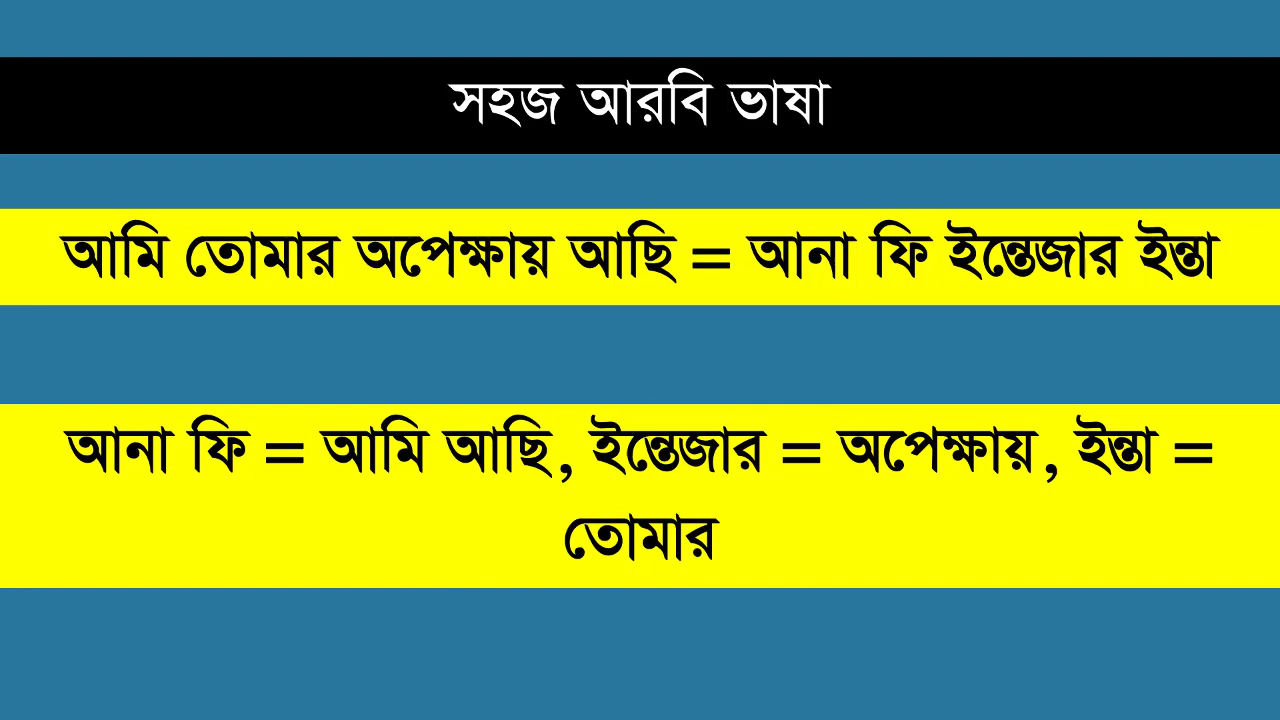 সহজ আরবি ভাষা
আমি তোমার অপেক্ষায় আছি = আনা ফি ইন্তেজার ইন্তা
আনা ফি = আমি আছি, ইন্তেজার = অপেক্ষায়, ইন্তা =
তোমার